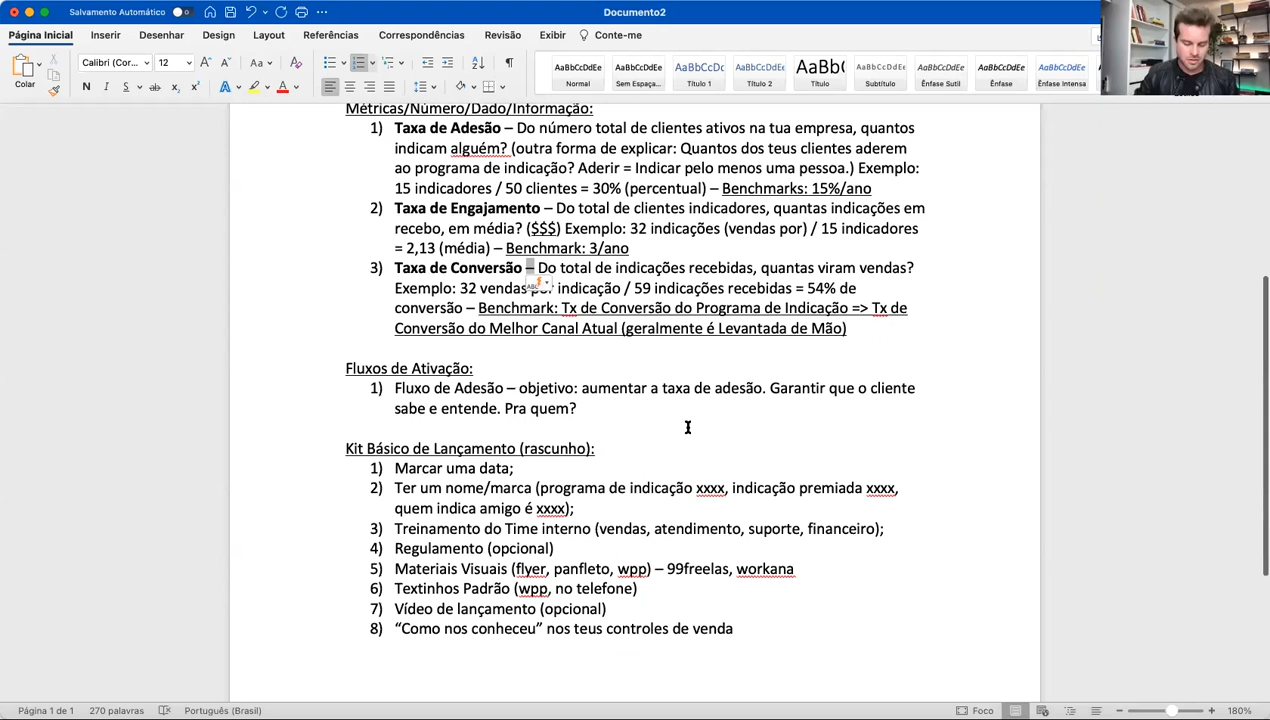 Salvamento Automático
Documento2
Página Inicial
Inserir
Desenhar
Design
Layout
Referências
Correspondências
Revisão
Exibir
Conte-me
Colar
Calibri (Cor...
12
Aa
N
I
S
ab
AaBbCcDdEe
Normal
AaBbCcDdEe
Sem Espaça...
AaBbCcDc
Título 1
AaBbCcDdE
Título 2
AaBbC
Título
AaBbCcDdEe
Subtítulo
AaBbCcDdEe
Ênfase Sutil
AaBbCcDdEe
Ênfase
AaBbCcDdEe
Ênfase Intensa
Métricas/Número/Dado/Informação:
1) Taxa de Adesão – Do número total de clientes ativos na tua empresa, quantos
indicam alguém? (outra forma de explicar: Quantos dos teus clientes aderem
ao programa de indicação? Aderir = Indicar pelo menos uma pessoa.) Exemplo:
15 indicadores / 50 clientes = 30% (percentual) – Benchmarks: 15%/ano
2) Taxa de Engajamento – Do total de clientes indicadores, quantas indicações em
recebo, em média? ($$$) Exemplo: 32 indicações (vendas por) / 15 indicadores
= 2,13 (média) – Benchmark: 3/ano
3) Taxa de Conversão – Do total de indicações recebidas, quantas viram vendas?
Exemplo: 32 vendas por indicação / 59 indicações recebidas = 54% de
conversão – Benchmark: Tx de Conversão do Programa de Indicação => Tx de
Conversão do Melhor Canal Atual (geralmente é Levantada de Mão)
Fluxos de Ativação:
1) Fluxo de Adesão – objetivo: aumentar a taxa de adesão. Garantir que o cliente
sabe e entende. Pra quem?
Kit Básico de Lançamento (rascunho):
1) Marcar uma data;
2) Ter um nome/marca (programa de indicação xxxx, indicação premiada xxxx,
quem indica amigo é xxxx);
3) Treinamento do Time interno (vendas, atendimento, suporte, financeiro);
4) Regulamento (opcional)
5) Materiais Visuais (flyer, panfleto, wpp) – 99freelas, workana
6) Textinhos Padrão (wpp, no telefone)
7) Vídeo de lançamento (opcional)
8) “Como nos conheceu” nos teus controles de venda
Página 1 de 1
270 palavras
Português (Brasil)
Foco
180%